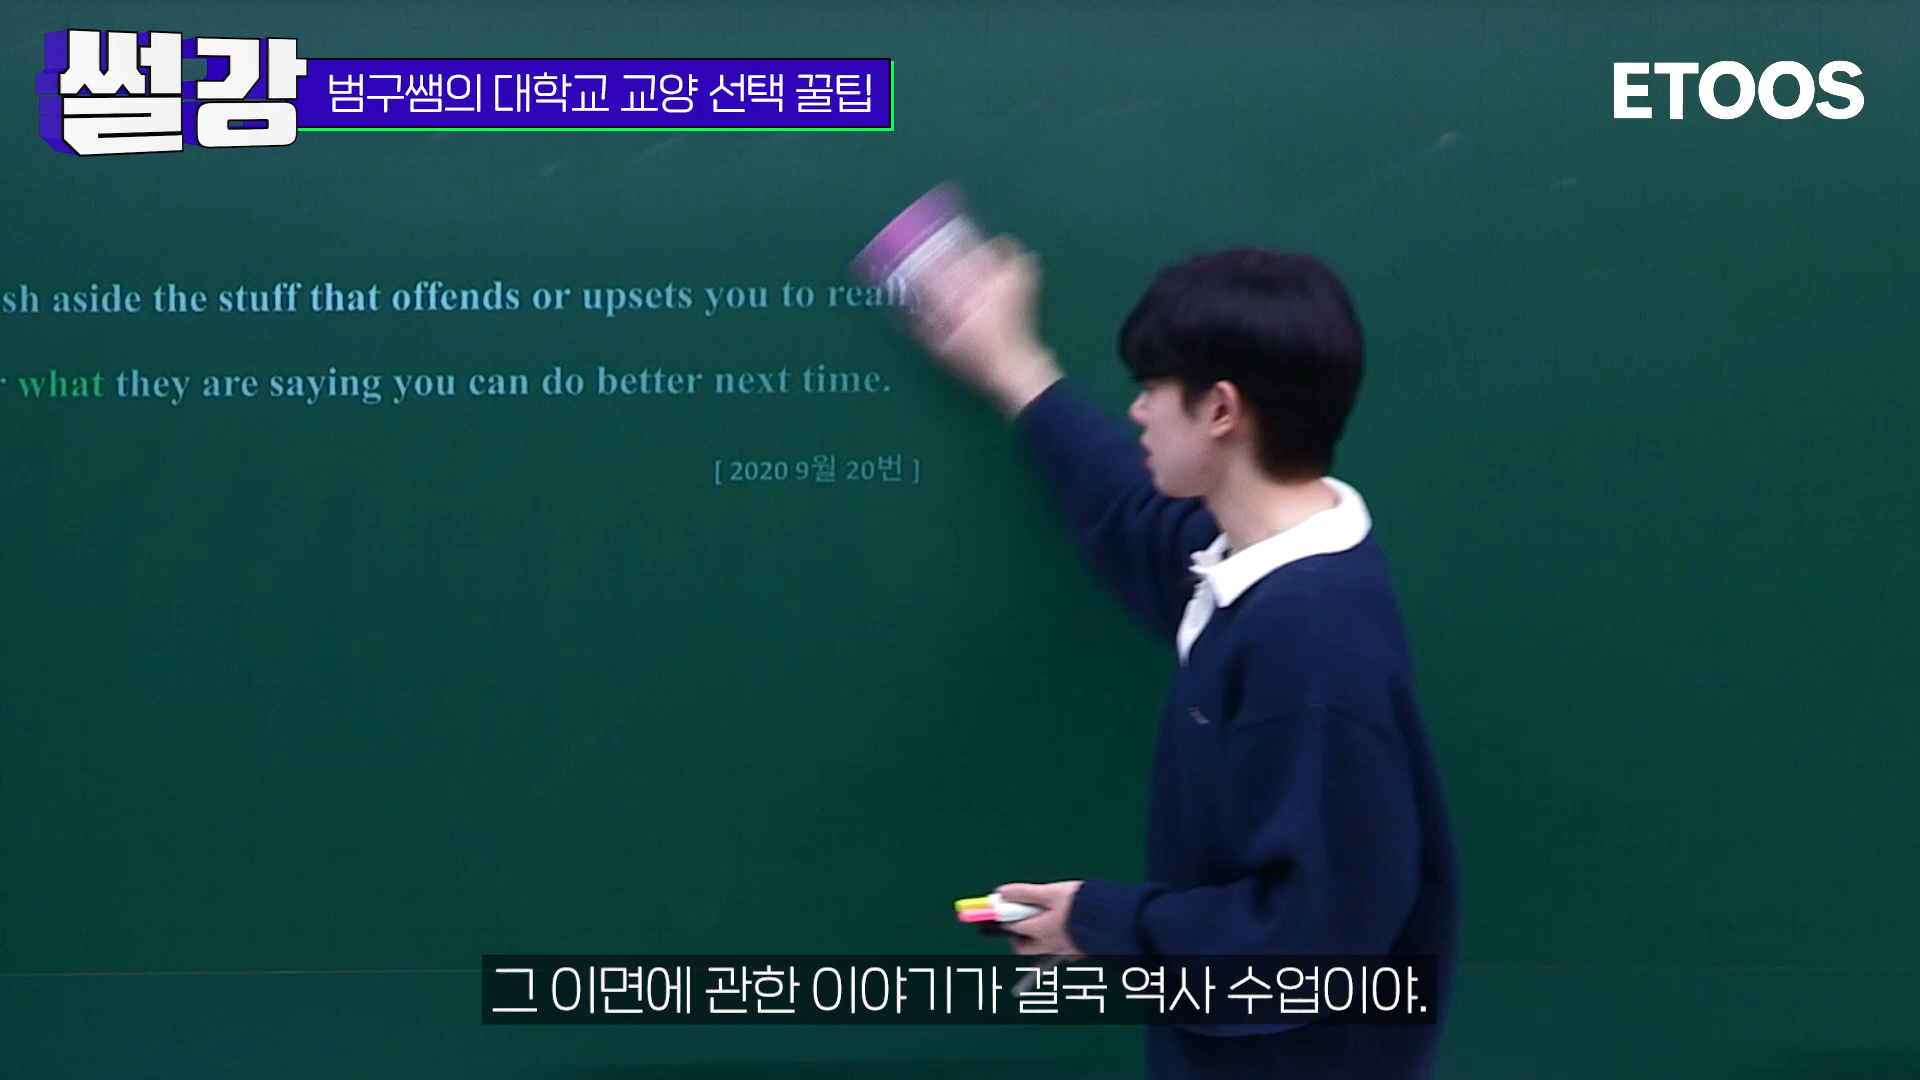 썰강
범구쌤의 대학교 교양 선택 꿀팁
ETOOS
sh aside the stuff that offends or upsets you to really
what they are saying you can do better next time.
[ 2020 9월 20번 ]
그 이면에 관한 이야기가 결국 역사 수업이야.